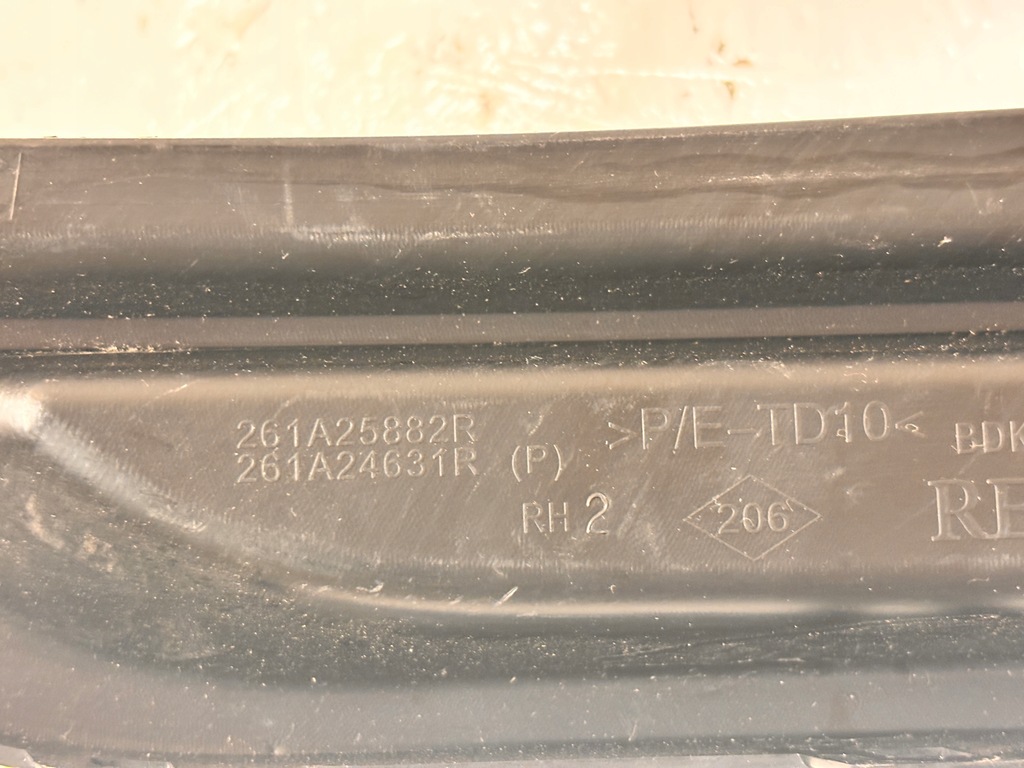 261A25882R
261A24631R (P)
>P/E-TD10<
BDK
RH 2
206
RE